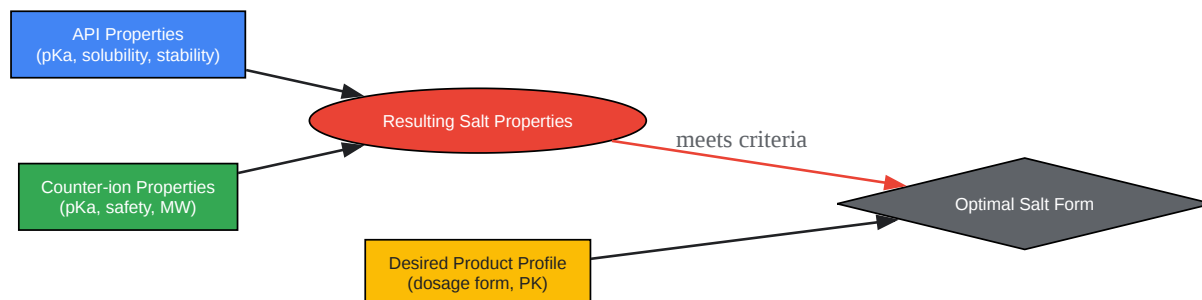 API Properties
(pKa, solubility, stability)
Resulting Salt Properties
meets criteria
Counter-ion Properties
(pKa, safety, MW)
Optimal Salt Form
Desired Product Profile
(dosage form, PK)